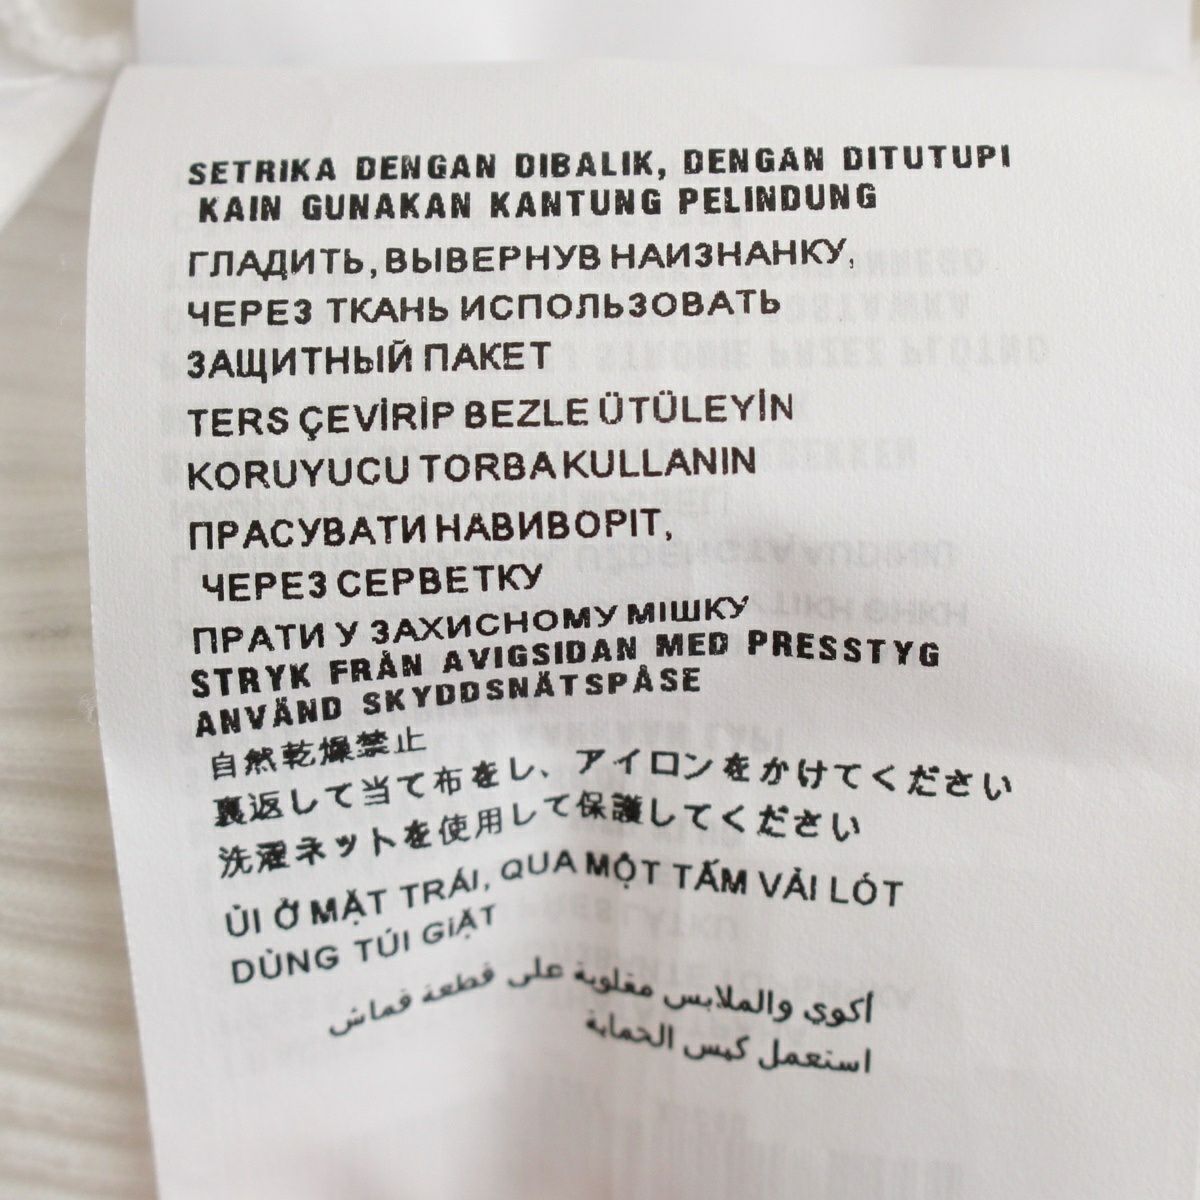 SETRIKA DENGAN DIBALIK, DENGAN DITUTUPI
KAIN GUNAKAN KANTUNG PELINDUNG
ГЛАДИТЬ, ВЫВЕРНУВ НАИЗНАНКУ,
ЧЕРЕЗ ТКАНЬ ИСПОЛЬЗОВАТЬ
ЗАЩИТНЫЙ ПАКЕТ
TERS ÇEVİRİP BEZLE ÜTÜLEYİN
KORUYUCU TORBA KULLANIN
ПРАСУВАТИ НАВИВОРІТ,
ЧЕРЕЗ СЕРВЕТКУ
ПРАТИ У ЗАХИСНОМУ МІШКУ
STRYK FRÅN AVIGSIDAN MED PRESSTYG
ANVÄND SKYDDSNÄTSPÅSE
自然乾燥禁止
裏返して当て布をし、アイロンをかけてください
洗濯ネットを使用して保護してください
ỦI Ở MẶT TRÁI, QUA MỘT TẤM VẢI LÓT
DÙNG TÚI GIẶT
أكوي والملابس مقلوبة على قطعة قماش
استعمل كيس الحماية